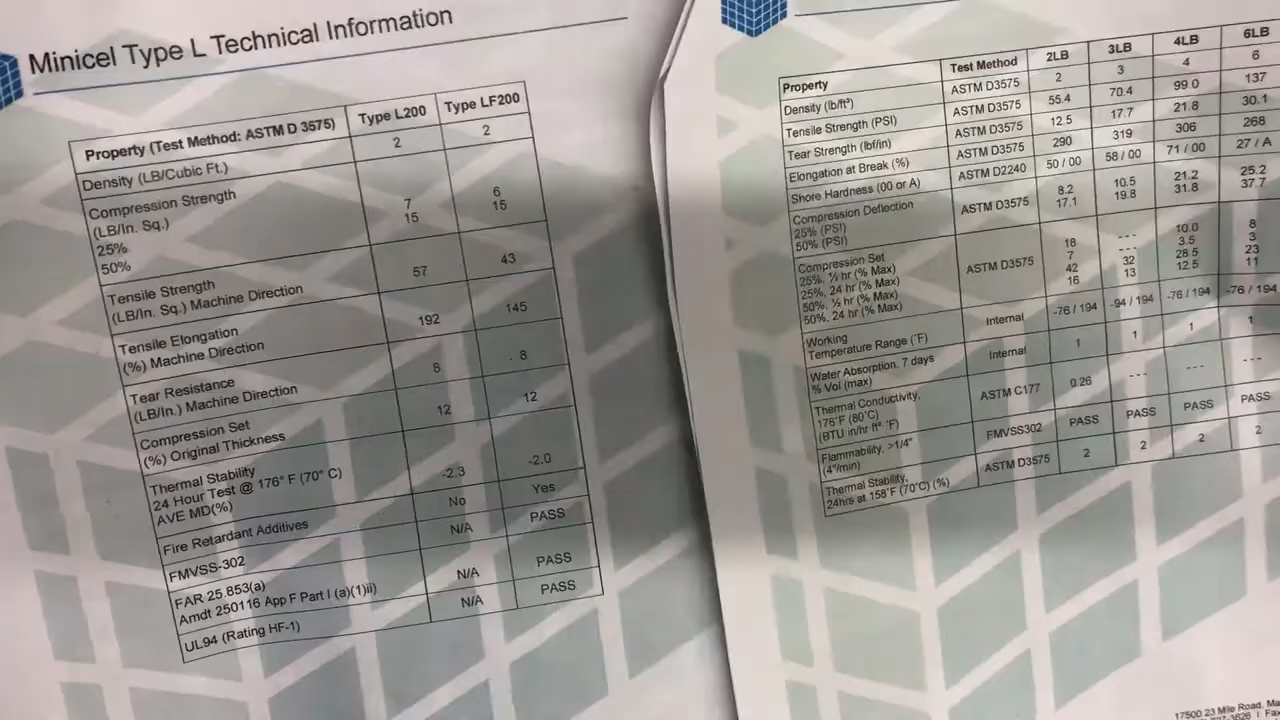 Minicel Type L Technical Information
Property (Test Method: ASTM D 3575) Type L200 Type LF200
Density (LB/Cubic Ft.) 2 2
Compression Strength
(LB/In. Sq.)
25% 7 6
50% 15 15
Tensile Strength
(LB/In. Sq.) Machine Direction 57 43
Tensile Elongation
(%) Machine Direction 192 145
Tear Resistance
(LB/In.) Machine Direction 8 8
Compression Set
(%) Original Thickness 12 12
Thermal Stability
24 Hour Test @ 176° F (70° C)
AVE MD(%) -2.3 -2.0
Fire Retardant Additives No Yes
FMVSS-302 N/A PASS
FAR 25.853(a)
Amdt 250116 App F Part I (a)(1)ii) N/A PASS
UL94 (Rating HF-1) N/A PASS
Property Test Method 2LB 3LB 4LB 6LB
Density (lb/ft³) ASTM D3575 2 3 4 6
Tensile Strength (PSI) ASTM D3575 55.4 70.4 99.0 137
Tear Strength (lbf/in) ASTM D3575 12.5 17.7 21.8 30.1
Elongation at Break (%) ASTM D3575 290 319 306 268
Shore Hardness (00 or A) ASTM D2240 50 / 00 58 / 00 71 / 00 27 / A
Compression Deflection
25% (PSI) ASTM D3575 8.2 10.5 21.2 25.2
50% (PSI) 17.1 19.8 31.8 37.7
Compression Set
25%, ½ hr (% Max) ASTM D3575 18 --- 10.0 8
25%, 24 hr (% Max) 7 --- 3.5 3
50%, ½ hr (% Max) 42 32 28.5 23
50%, 24 hr (% Max) 16 13 12.5 11
Working
Temperature Range (°F) Internal -76 / 194 -94 / 194 -76 / 194 -76 / 194
Water Absorption, 7 days
% Vol (max) Internal 1 1 1 1
Thermal Conductivity,
176°F (80°C)
(BTU in/hr·ft²·°F) ASTM C177 0.26 --- --- ---
Flammability, >1/4"
(4"/min) FMVSS302 PASS PASS PASS PASS
Thermal Stability,
24hrs at 158°F (70°C) (%) ASTM D3575 2 2 2 2
17500 23 Mile Road,